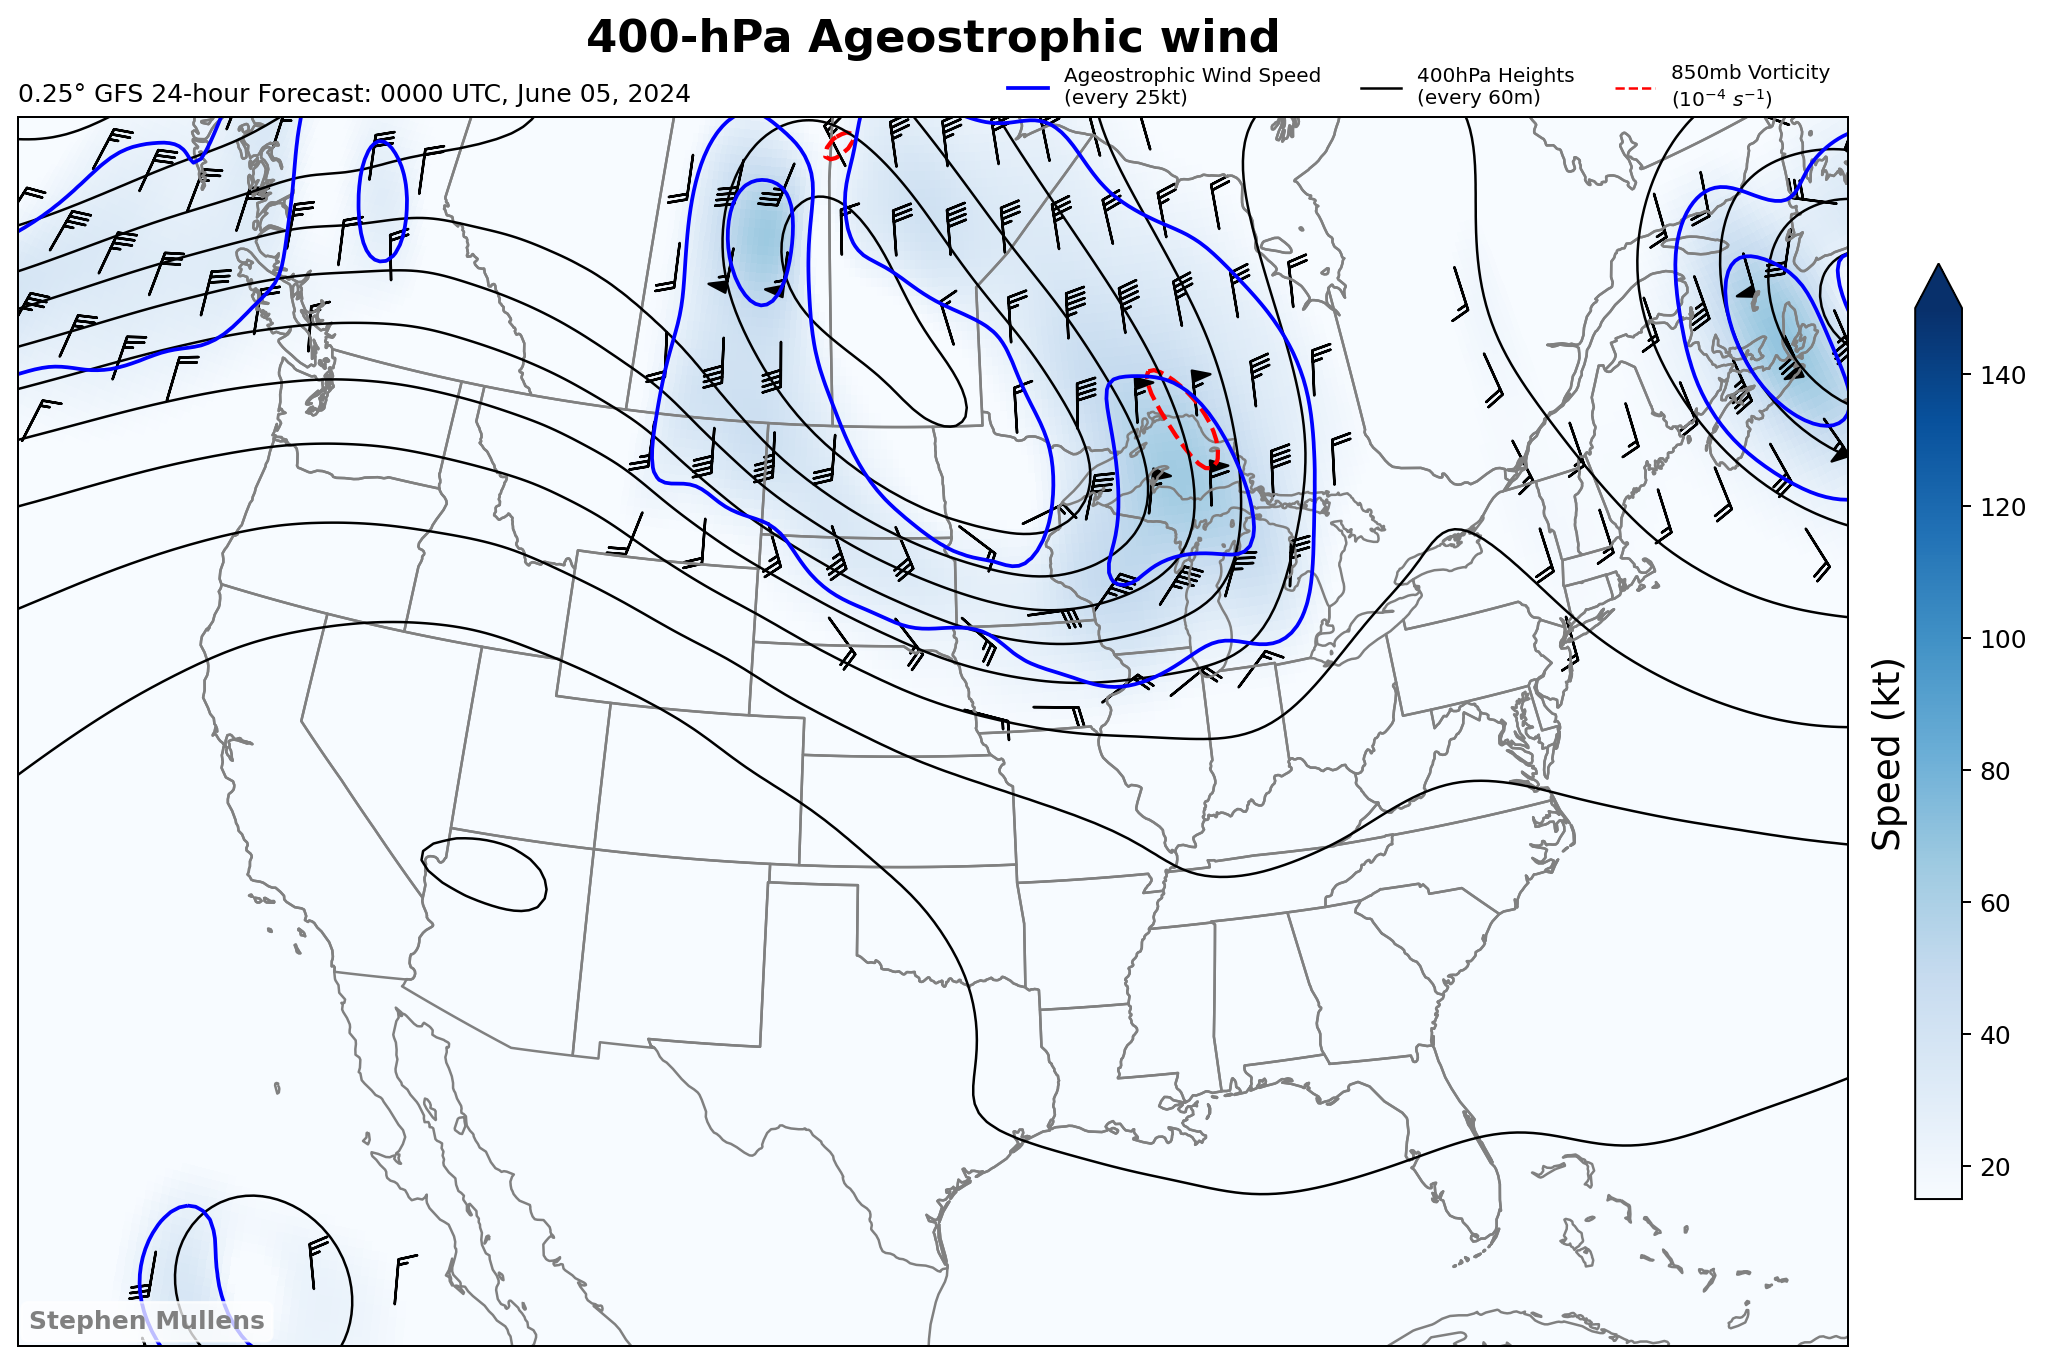 400-hPa Ageostrophic wind
0.25° GFS 24-hour Forecast: 0000 UTC, June 05, 2024
Ageostrophic Wind Speed
(every 25kt)
400hPa Heights
(every 60m)
850mb Vorticity
(10⁻⁴ s⁻¹)
140
120
100
80
60
40
20
Speed (kt)
Stephen Mullens